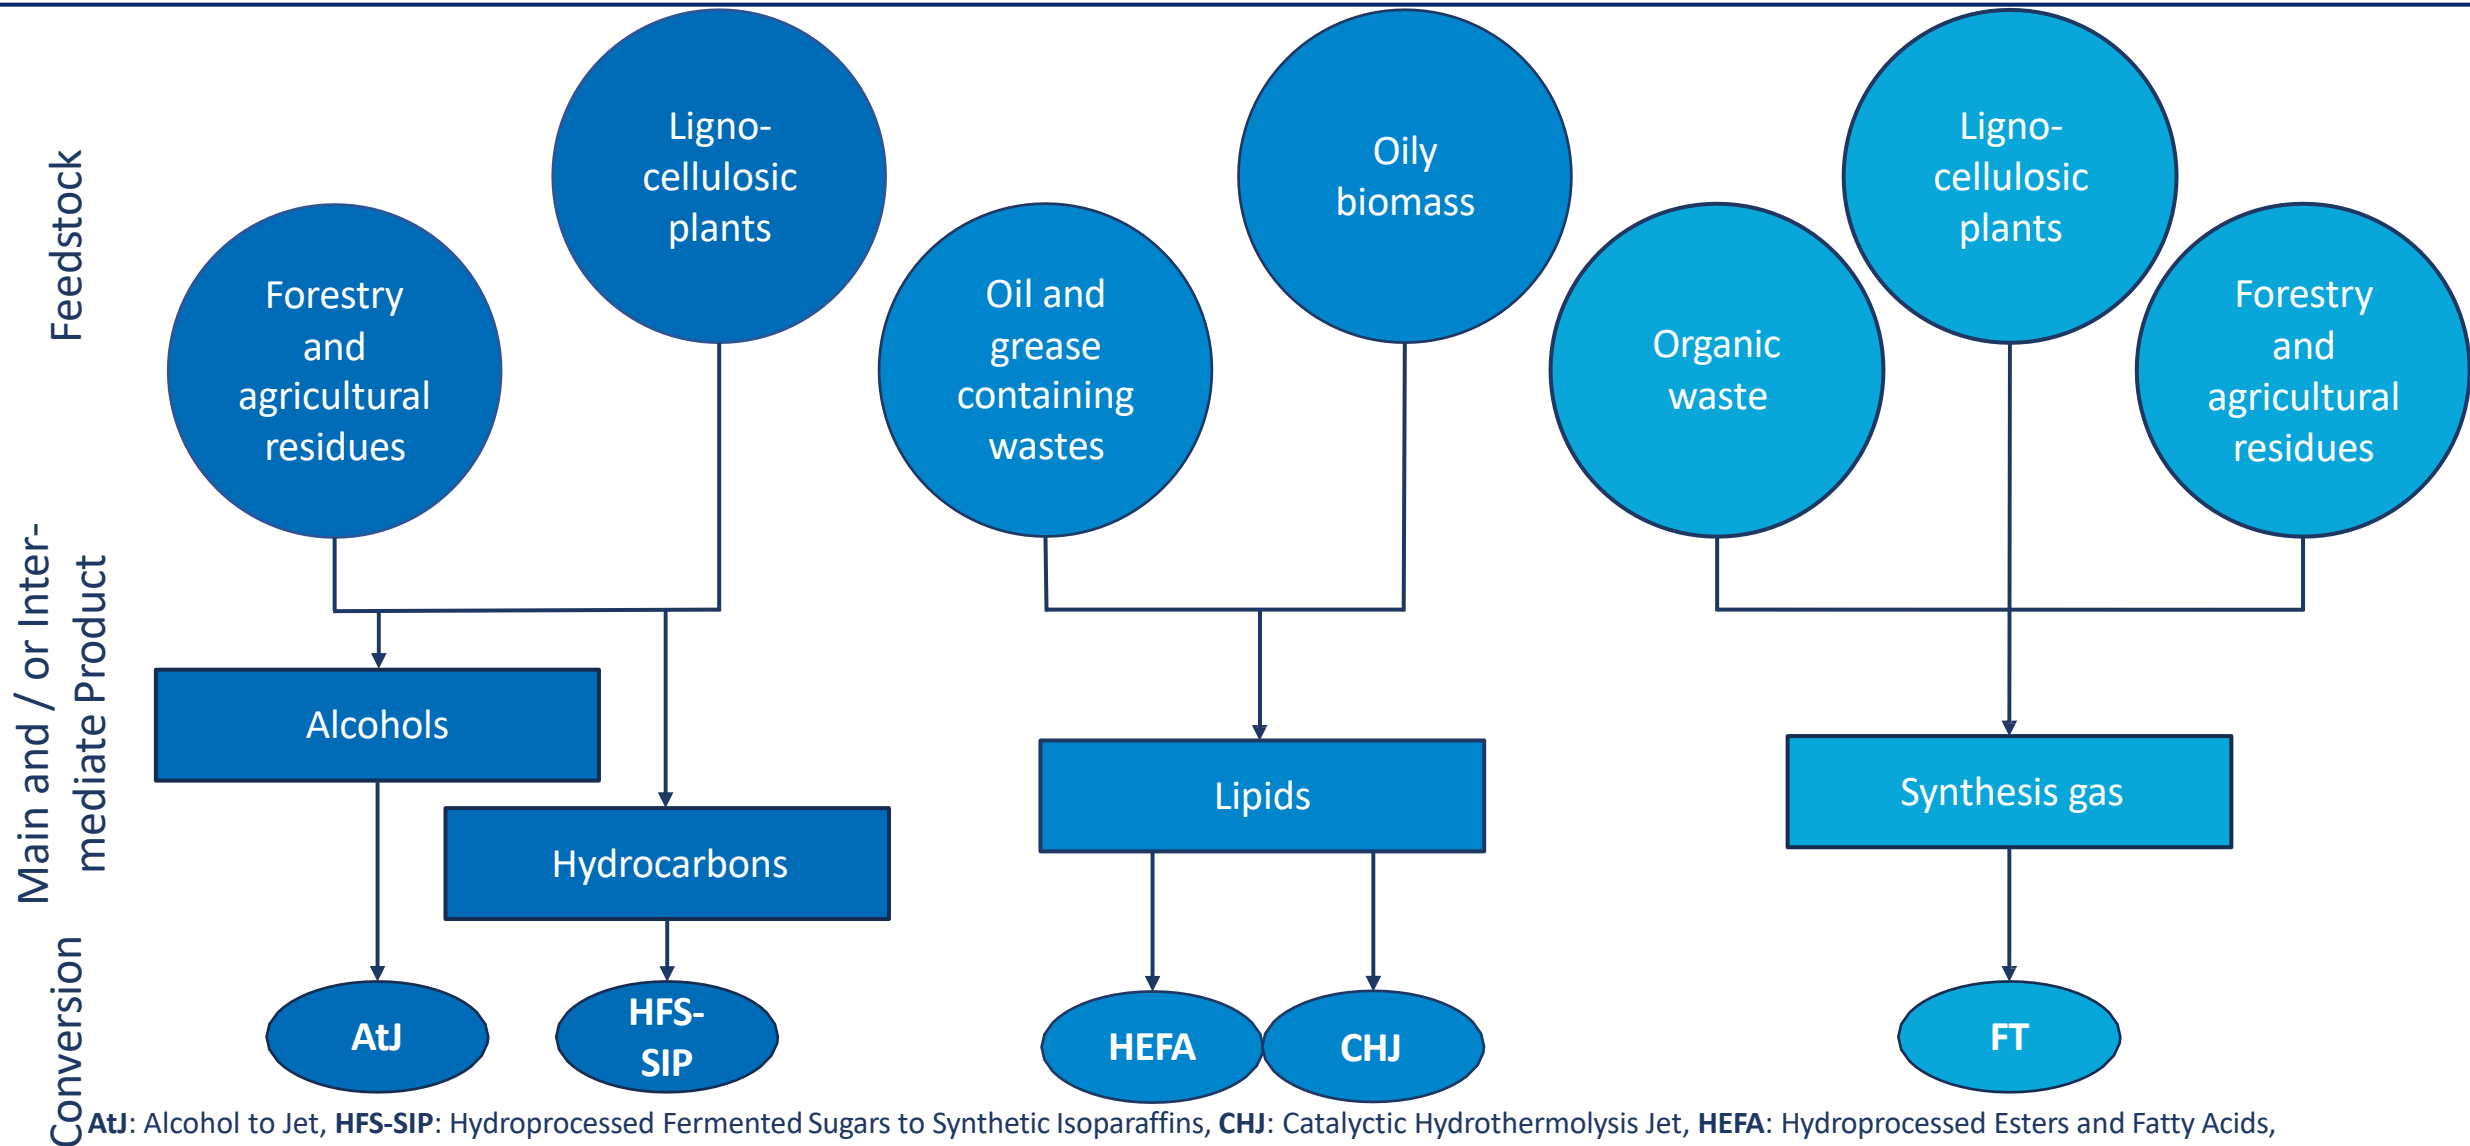 Feedstock
Ligno-
cellulosic
plants
Oily
biomass
Ligno-
cellulosic
plants
Forestry
and
agricultural
residues
Oil and
grease
containing
wastes
Organic
waste
Forestry
and
agricultural
residues
Main and / or Inter-
mediate Product
Alcohols
Hydrocarbons
Lipids
Synthesis gas
Conversion
AtJ
HFS-
SIP
HEFA
CHJ
FT
AtJ: Alcohol to Jet, HFS-SIP: Hydroprocessed Fermented Sugars to Synthetic Isoparaffins, CHJ: Catalyctic Hydrothermolysis Jet, HEFA: Hydroprocessed Esters and Fatty Acids,